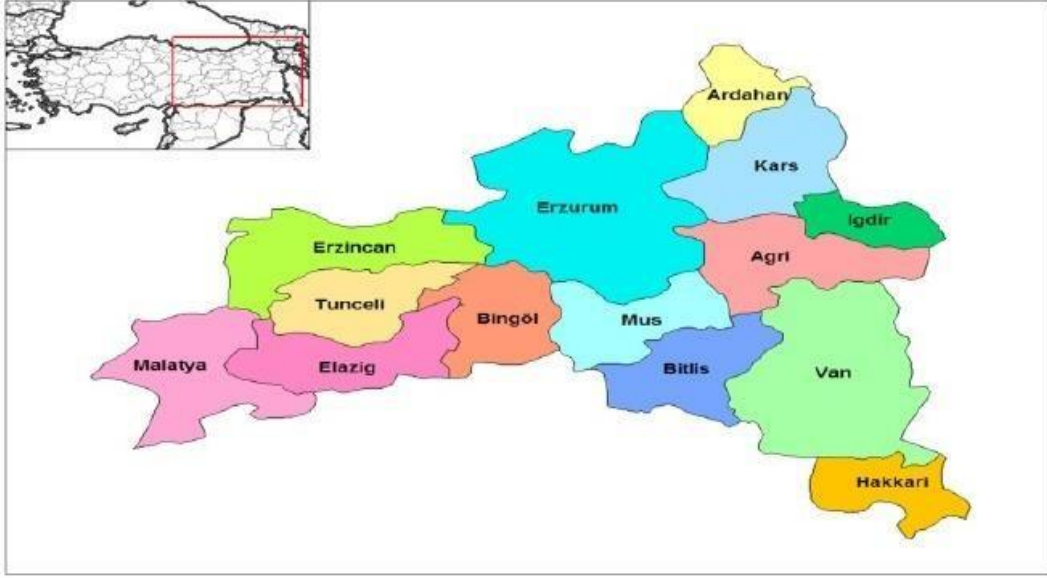 Ardahan
Kars
Erzurum
Igdir
Erzincan
Agri
Tunceli
Bingöl
Mus
Malatya
Elazig
Bitlis
Van
Hakkari